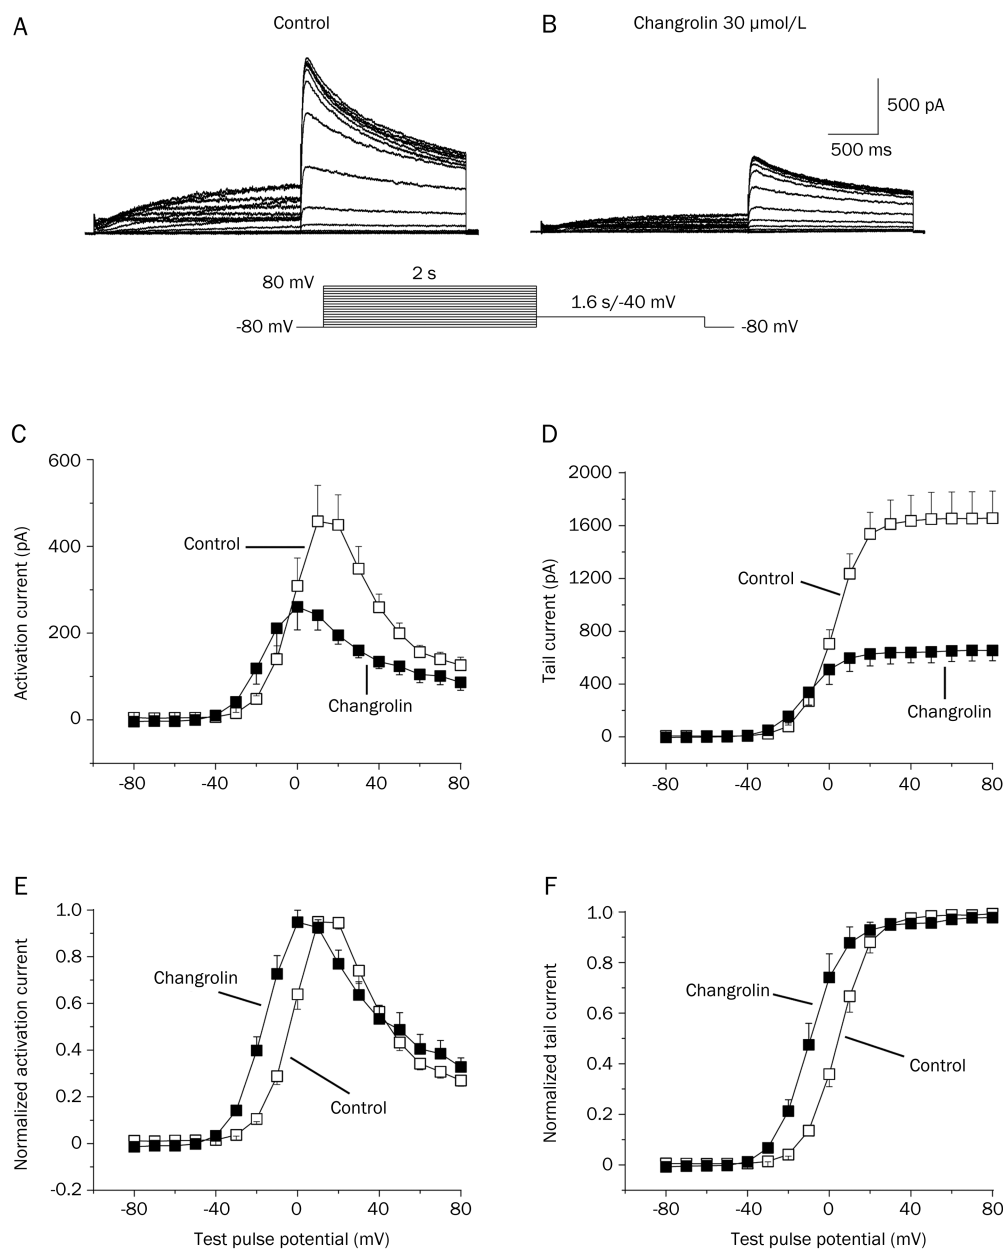 A
Control
B
Changrolin 30 µmol/L
500 pA
500 ms
80 mV
2 s
1.6 s/-40 mV
-80 mV
-80 mV
C
600
400
200
0
Activation current (pA)
Control
Changrolin
-80
-40
0
40
80
D
2000
1600
1200
800
400
0
Tail current (pA)
Control
Changrolin
-80
-40
0
40
80
E
1.0
0.8
0.6
0.4
0.2
0
-0.2
Normalized activation current
Changrolin
Control
-80
-40
0
40
80
Test pulse potential (mV)
F
1.0
0.8
0.6
0.4
0.2
0
Normalized tail current
Changrolin
Control
-80
-40
0
40
80
Test pulse potential (mV)